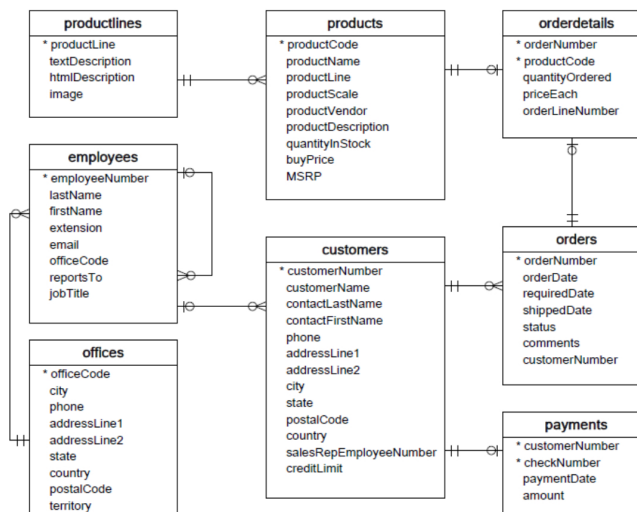 productlines
* productLine
textDescription
htmlDescription
image
products
* productCode
productName
productLine
productScale
productVendor
productDescription
quantityInStock
buyPrice
MSRP
orderdetails
* orderNumber
* productCode
quantityOrdered
priceEach
orderLineNumber
employees
* employeeNumber
lastName
firstName
extension
email
officeCode
reportsTo
jobTitle
customers
* customerNumber
customerName
contactLastName
contactFirstName
phone
addressLine1
addressLine2
city
state
postalCode
country
salesRepEmployeeNumber
creditLimit
orders
* orderNumber
orderDate
requiredDate
shippedDate
status
comments
customerNumber
offices
* officeCode
city
phone
addressLine1
addressLine2
state
country
postalCode
territory
payments
* customerNumber
* checkNumber
paymentDate
amount